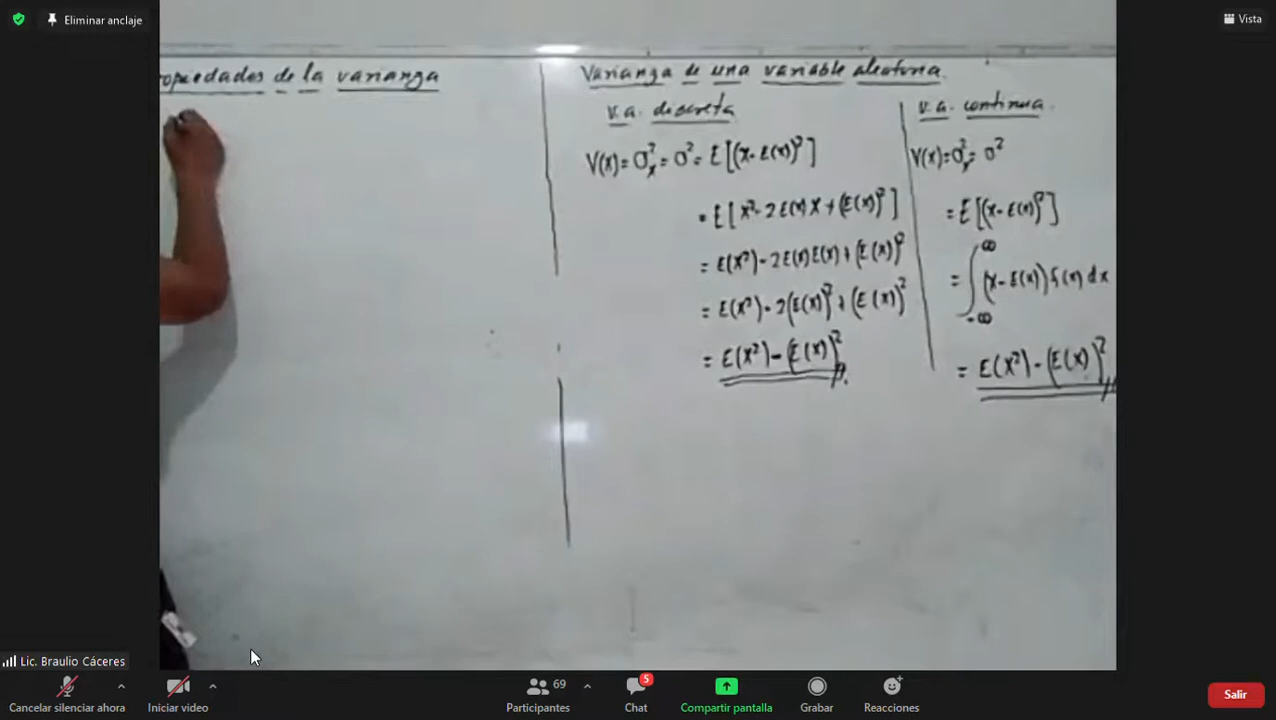 Eliminar anclaje
Vista
ropiedades de la varianza
Varianza de una variable aleatoria.
v.a. discreta
V(x) = σ²ₓ = σ² = E[(x-E(x))²]
= E[x²-2E(x)x+(E(x))²]
= E(x²)-2E(x)E(x)+(E(x))²
= E(x²)-2(E(x))²+(E(x))²
= E(x²)-(E(x))²//.
v.a. continua.
V(x) = σ²ₓ = σ²
= E[(x-E(x))²]
= ∫ ∞ -∞ (x-E(x)) f(x) dx
= E(x²)-(E(x))²//
Lic. Braulio Cáceres
Cancelar silenciar ahora
Iniciar video
69
Participantes
5
Chat
Compartir pantalla
Grabar
Reacciones
Salir